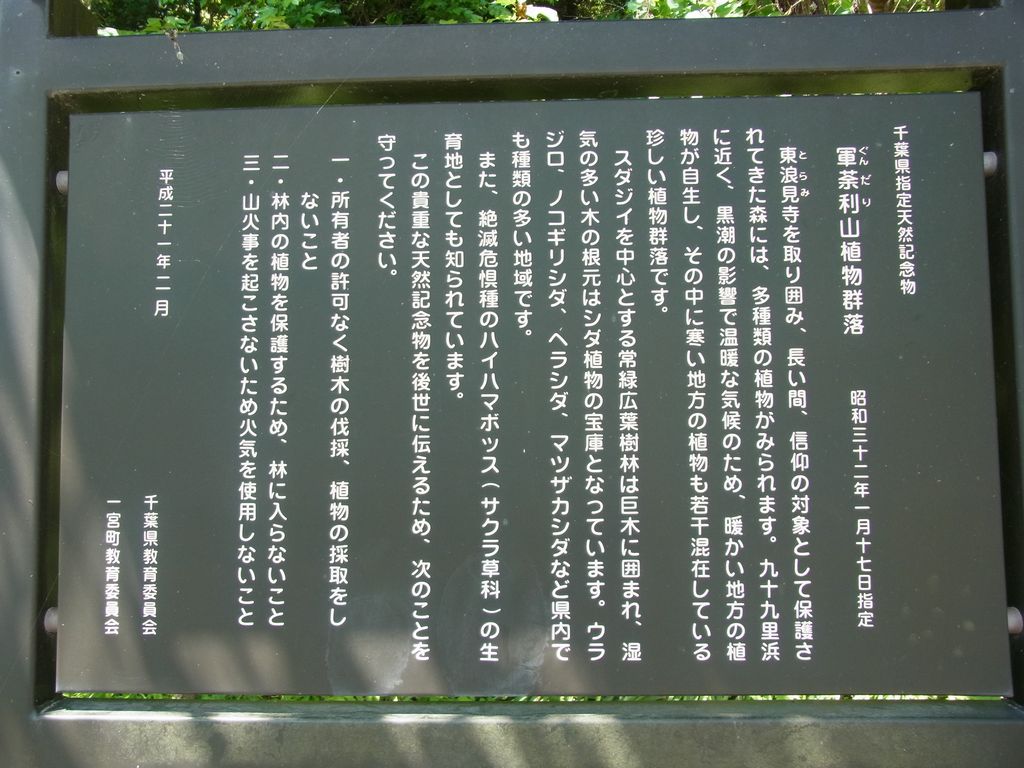 千葉県指定天然記念物
軍荼利山植物群落　昭和三十二年一月十七日指定
ぐんだり
東浪見寺を取り囲み、長い間、信仰の対象として保護さ
とらみ
れてきた森には、多種類の植物がみられます。九十九里浜
に近く、黒潮の影響で温暖な気候のため、暖かい地方の植
物が自生し、その中に寒い地方の植物も若干混在している
珍しい植物群落です。
スダジイを中心とする常緑広葉樹林は巨木に囲まれ、湿
気の多い木の根元はシダ植物の宝庫となっています。ウラ
ジロ、ノコギリシダ、ヘラシダ、マツザカシダなど県内で
も種類の多い地域です。
また、絶滅危惧種のハイハマボッス（サクラ草科）の生
育地としても知られています。
この貴重な天然記念物を後世に伝えるため、次のことを
守ってください。
一・所有者の許可なく樹木の伐採、植物の採取をし
ないこと
二・林内の植物を保護するため、林に入らないこと
三・山火事を起こさないため火気を使用しないこと
平成二十一年二月
千葉県教育委員会
一宮町教育委員会